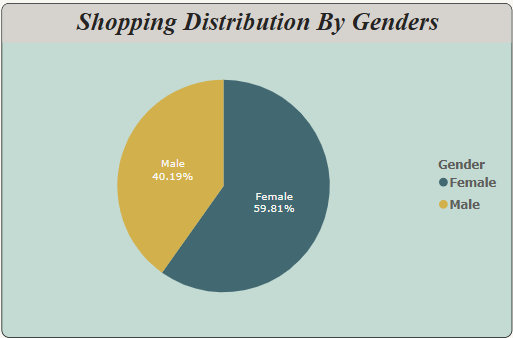 Shopping Distribution By Genders
Male
40.19%
Female
59.81%
Gender
Female
Male